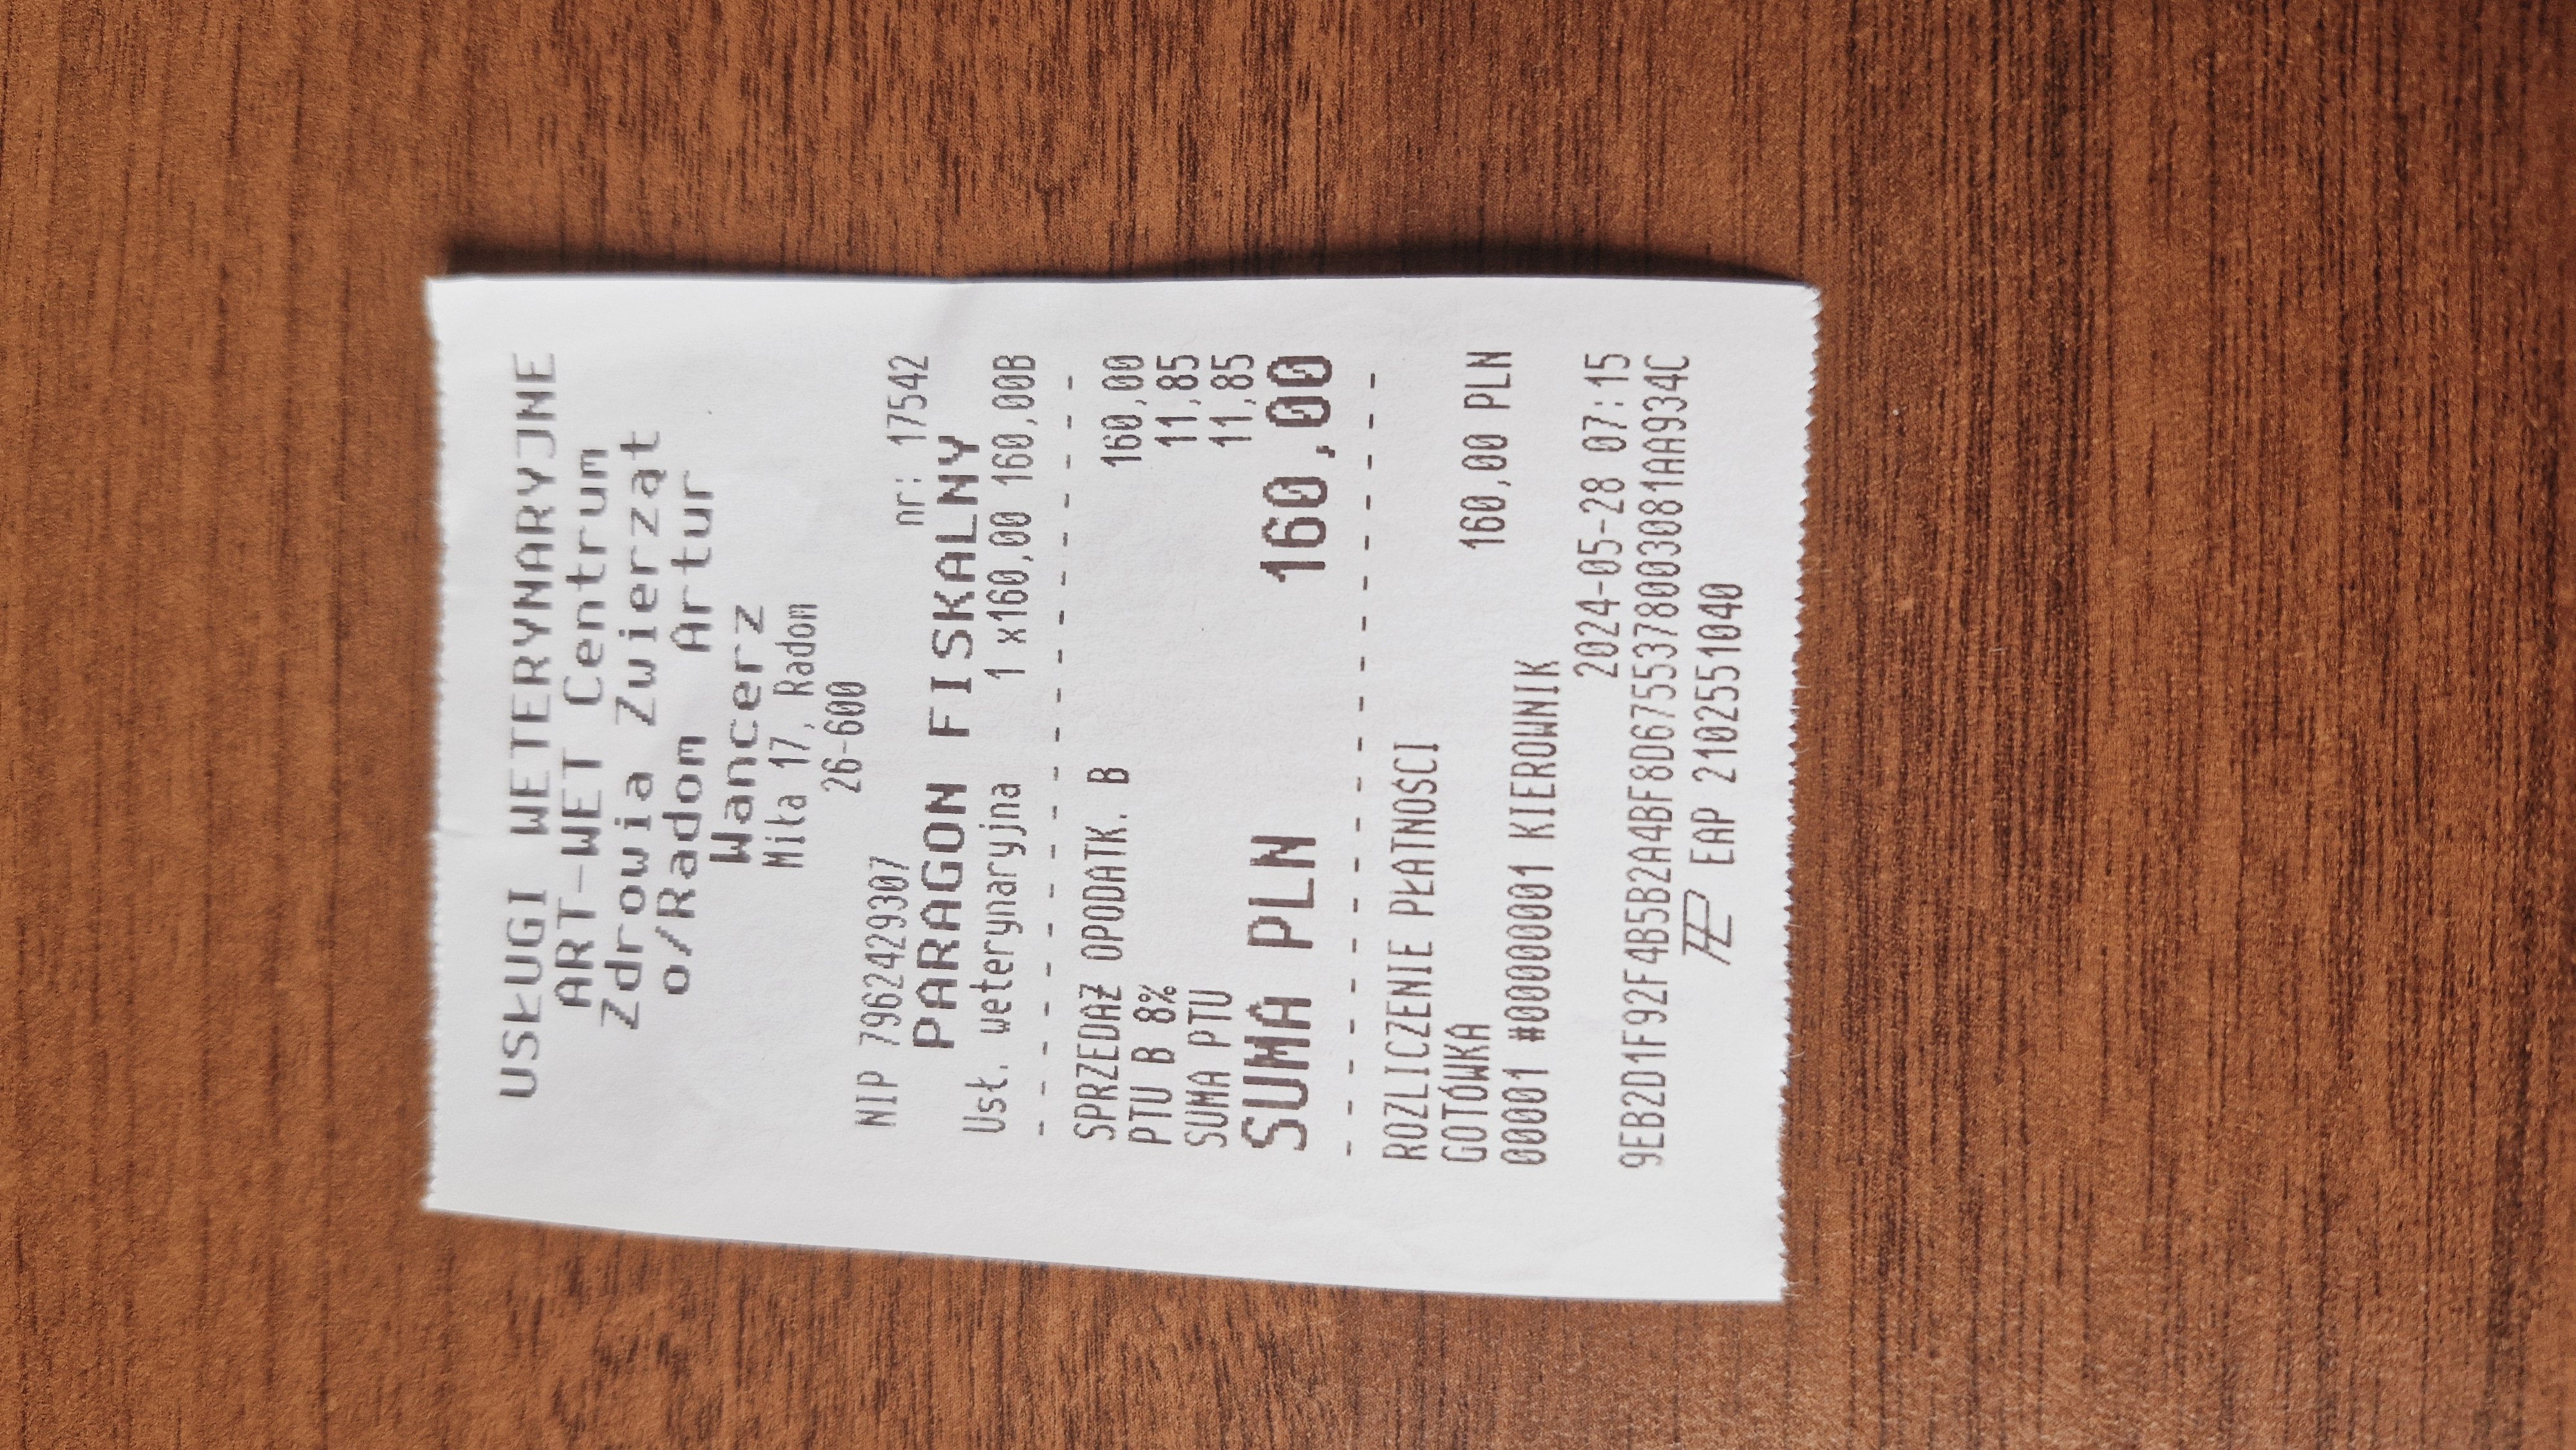 USŁUGI WETERYNARYJNE
ART-WET Centrum
Zdrowia Zwierząt
o/Radom Artur
Wancerz
Miła 17, Radom
26-600
NIP 7962429307 nr: 17542
PARAGON FISKALNY
Usł. weterynaryjna 1 x160,00 160,00B
SPRZEDAŻ OPODATK. B 160,00
PTU B 8% 11,85
SUMA PTU 11,85
SUMA PLN 160,00
ROZLICZENIE PŁATNOŚCI
GOTÓWKA 160,00 PLN
00001 #00000001 KIEROWNIK
2024-05-28 07:15
9EB2D1F92F4B5B2A4BF8D6755378003081AA934C
EAP 2102551040